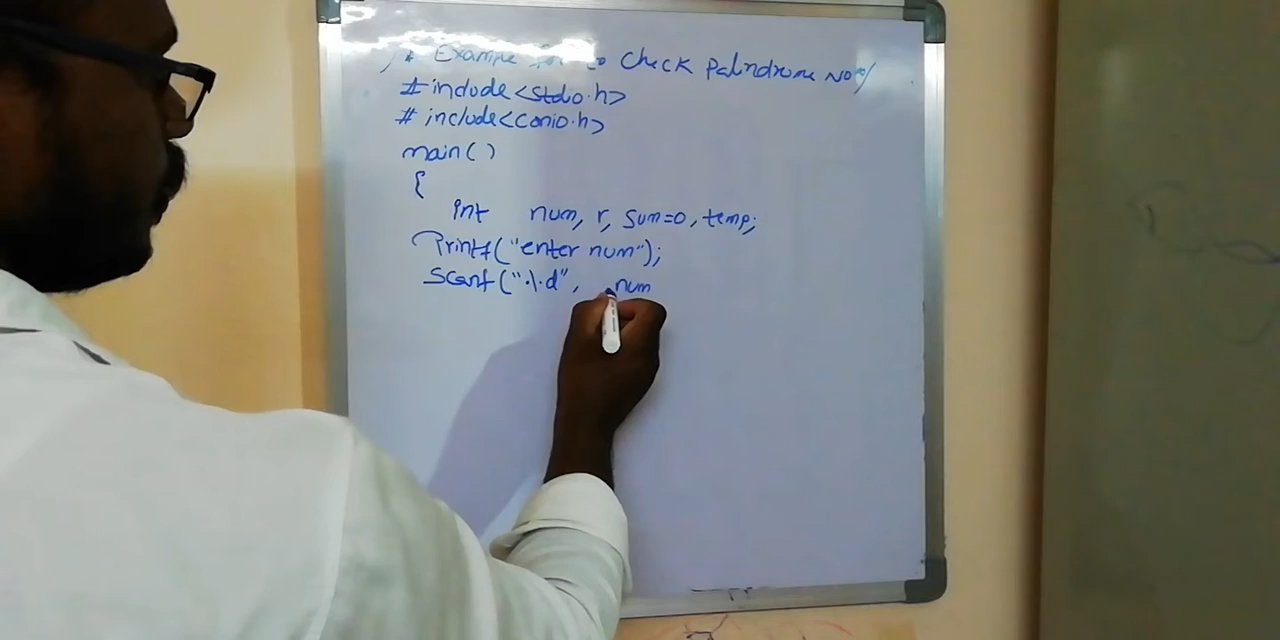 /* Example for to Check Palindrome No*/
#include<stdio.h>
#include<conio.h>
main()
{
int num, r, sum=0, temp;
Printf("enter num");
Scanf("%d", num